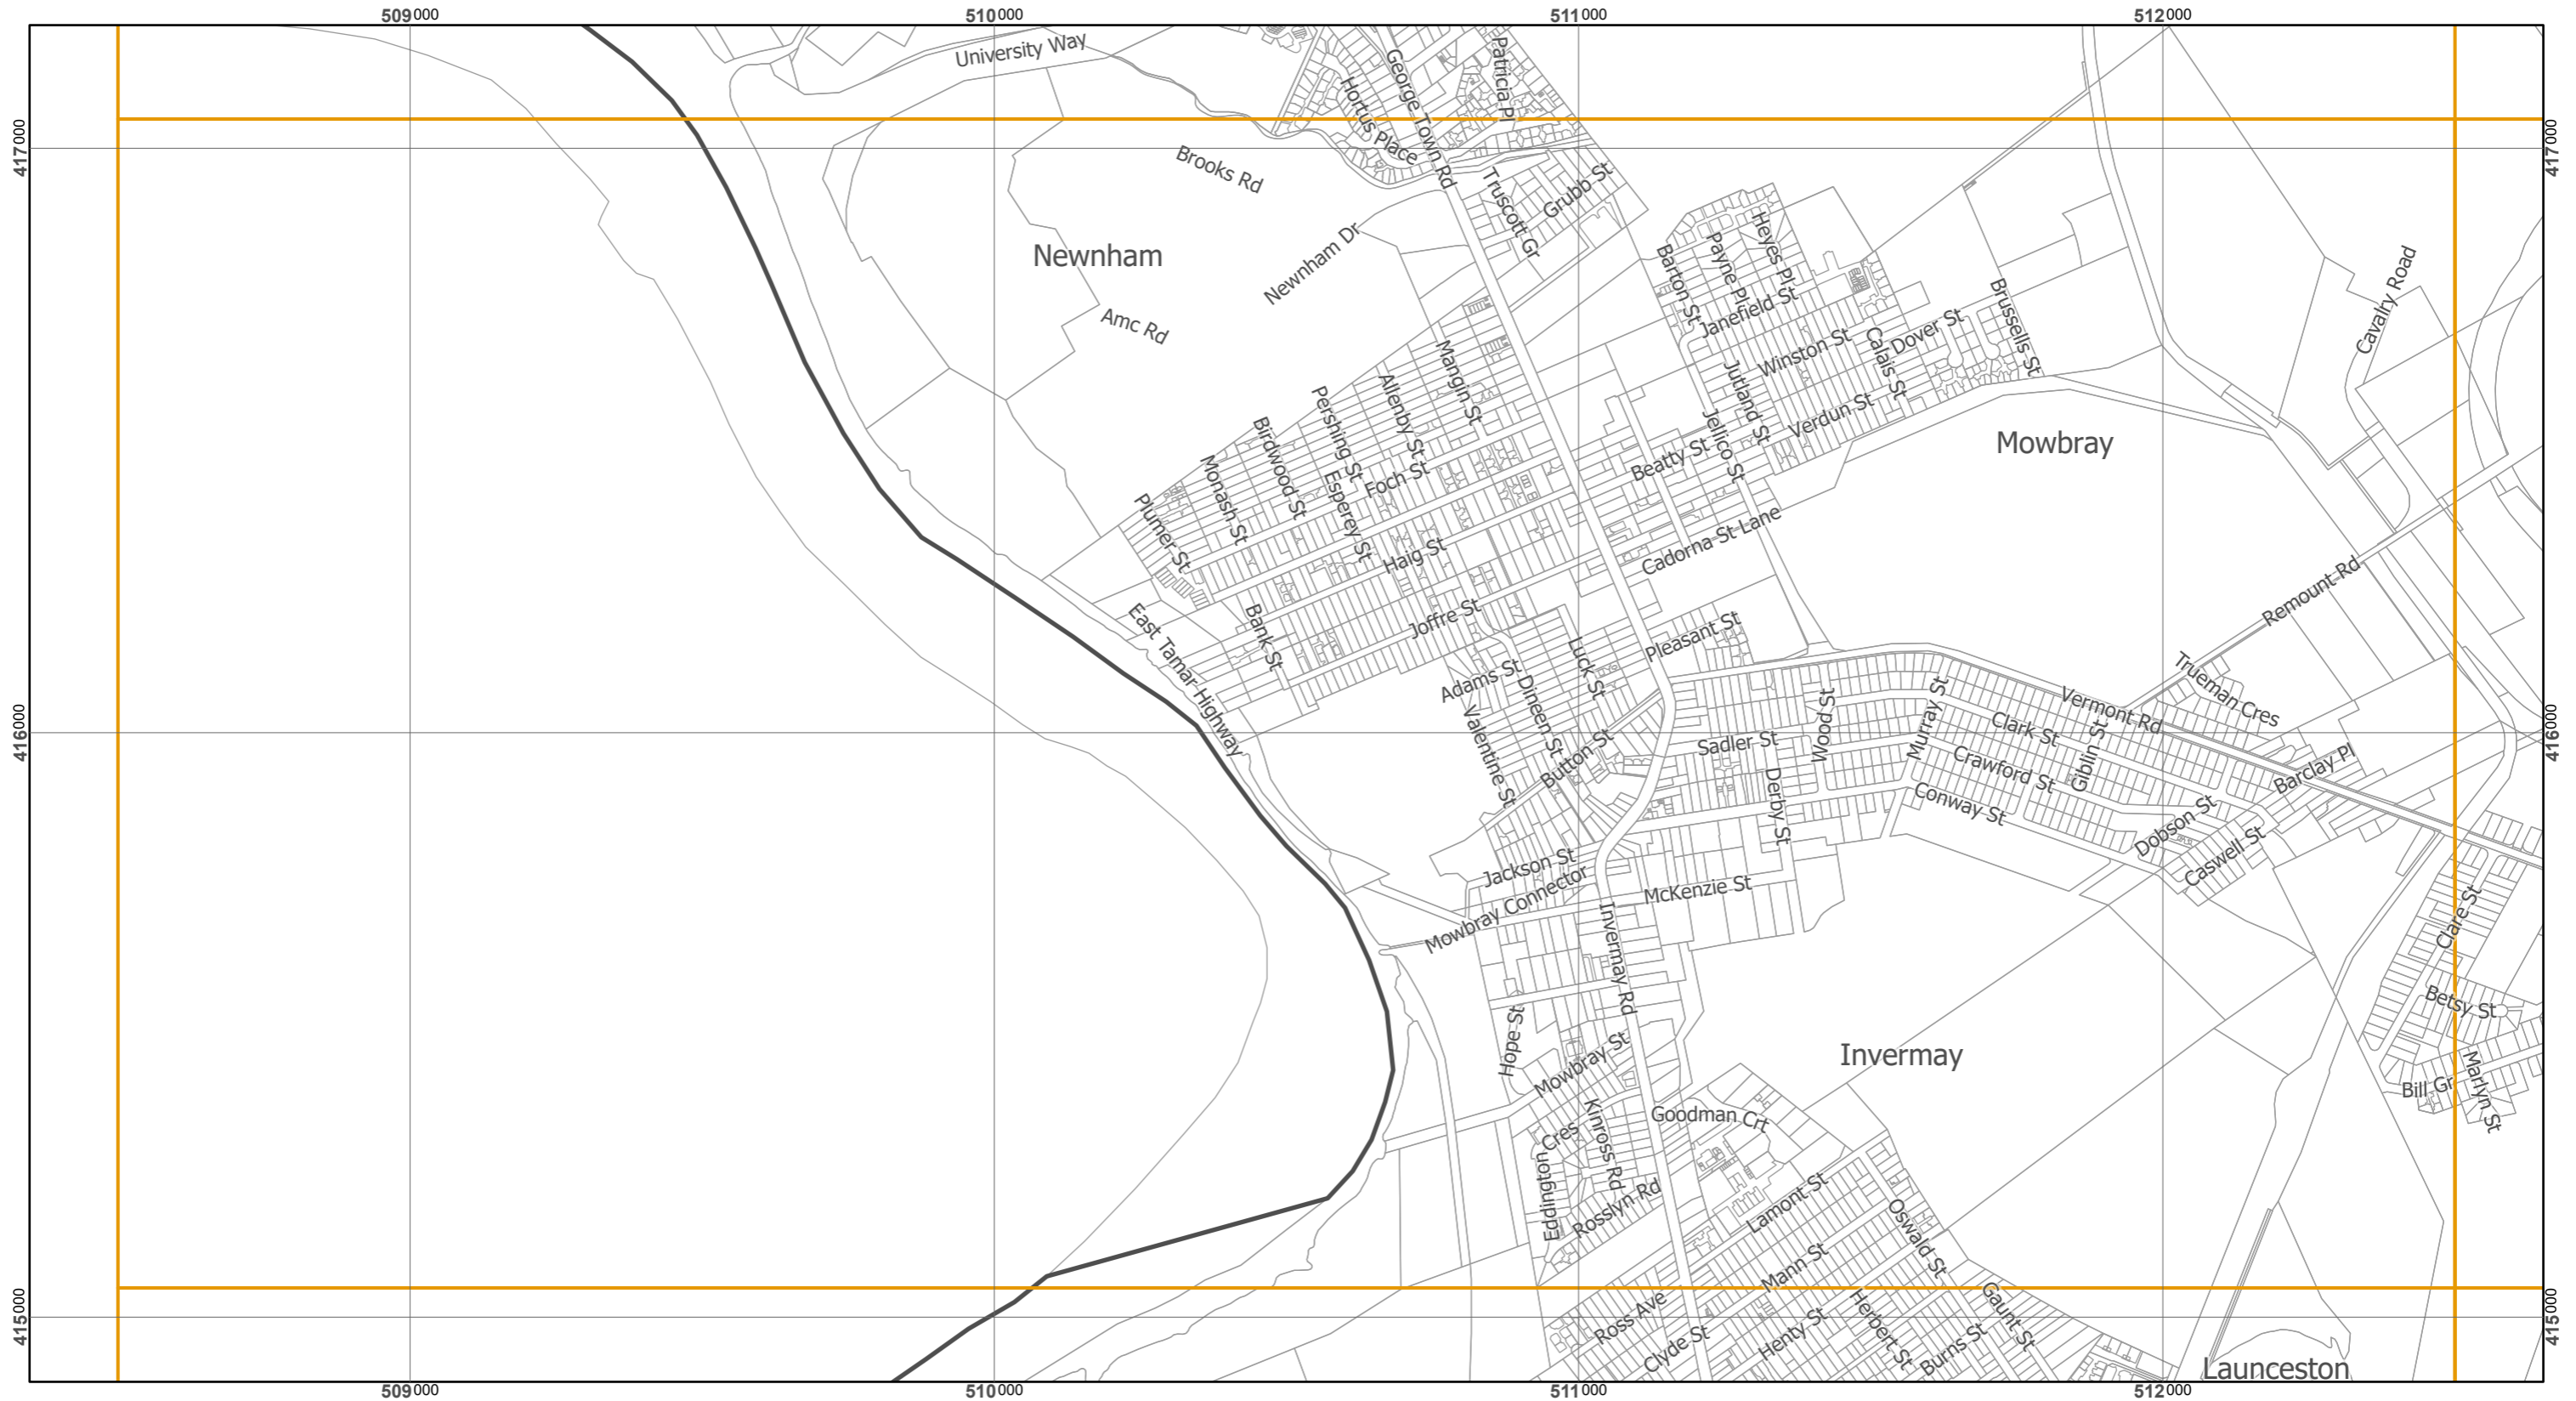 509000
510000
511000
512000
University Way
George Town Rd
Patricia Pl
Hortus Place
417000
417000
Brooks Rd
Truscott Gr
Grubb St
Newnham
Newnham Dr
Barton St
Payne Pl
Heyes Pl
Janefield St
Brussells St
Cavalry Road
Amc Rd
Mangin St
Winston St
Calais St
Dover St
Allenby St
Pershing St
Jutland St
Verdun St
Birdwood St
Jellico St
Mowbray
Monash St
Esperey St
Foch St
Beatty St
Plumer St
Haig St
Cadorna St Lane
Remount Rd
East Tamar Highway
Bank St
Joffre St
Luck St
Pleasant St
Adams St
Dineen St
Trueman Cres
Vermont Rd
416000
416000
Valentine St
Button St
Sadler St
Wood St
Murray St
Clark St
Giblin St
Crawford St
Barclay Pl
Derby St
Conway St
Dobson St
Caswell St
Jackson St
Mowbray Connector
McKenzie St
Invermay Rd
Clare St
Betsy St
Hope St
Mowbray St
Invermay
Bill Gr
Marlyn St
Kinross Rd
Goodman Crt
Eddington Cres
Rosslyn Rd
Lamont St
Oswald St
Mann St
415000
415000
Ross Ave
Clyde St
Henty St
Herbert St
Burns St
Gaunt St
Launceston
509000
510000
511000
512000